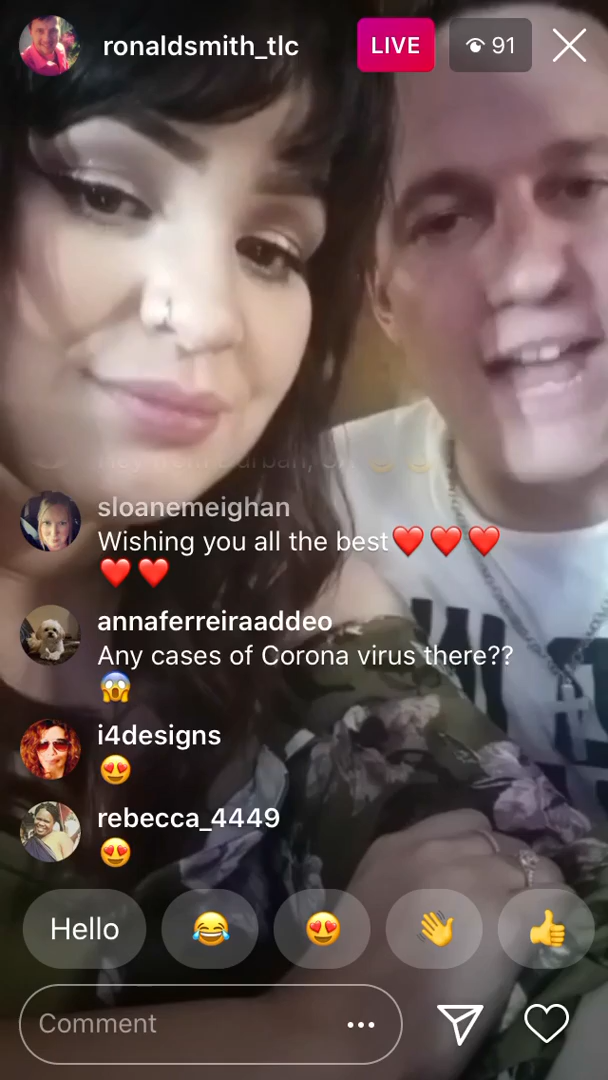 ronaldsmith_tlc LIVE 91
sloanemeighan
Wishing you all the best❤️❤️❤️
❤️❤️
annaferreiraaddeo
Any cases of Corona virus there??
😱
i4designs
😍
rebecca_4449
😍
Hello 😂 😍 👋 👍
Comment